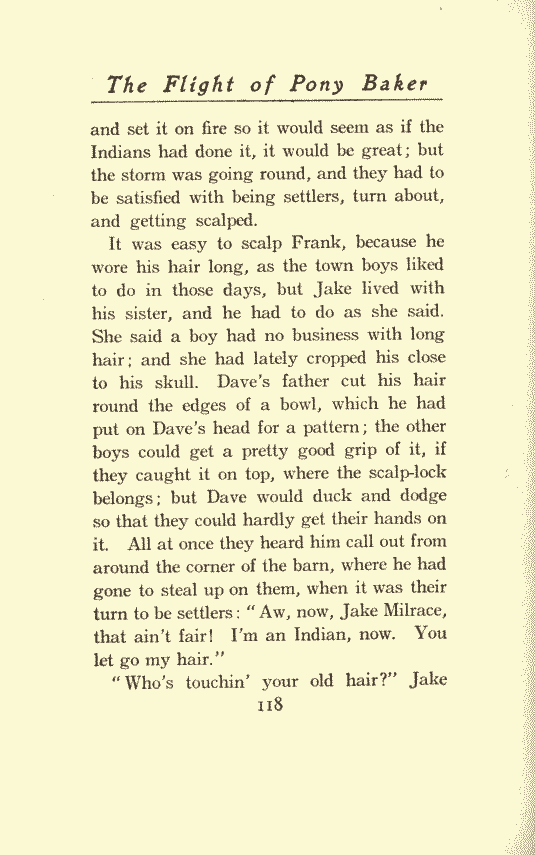 The Flight of Pony Baker
and set it on fire so it would seem as if the
Indians had done it, it would be great; but
the storm was going round, and they had to
be satisfied with being settlers, turn about,
and getting scalped.
It was easy to scalp Frank, because he
wore his hair long, as the town boys liked
to do in those days, but Jake lived with
his sister, and he had to do as she said.
She said a boy had no business with long
hair; and she had lately cropped his close
to his skull. Dave's father cut his hair
round the edges of a bowl, which he had
put on Dave's head for a pattern; the other
boys could get a pretty good grip of it, if
they caught it on top, where the scalp-lock
belongs; but Dave would duck and dodge
so that they could hardly get their hands on
it. All at once they heard him call out from
around the corner of the barn, where he had
gone to steal up on them, when it was their
turn to be settlers: "Aw, now, Jake Milrace,
that ain't fair! I'm an Indian, now. You
let go my hair."
"Who's touchin' your old hair?" Jake
118